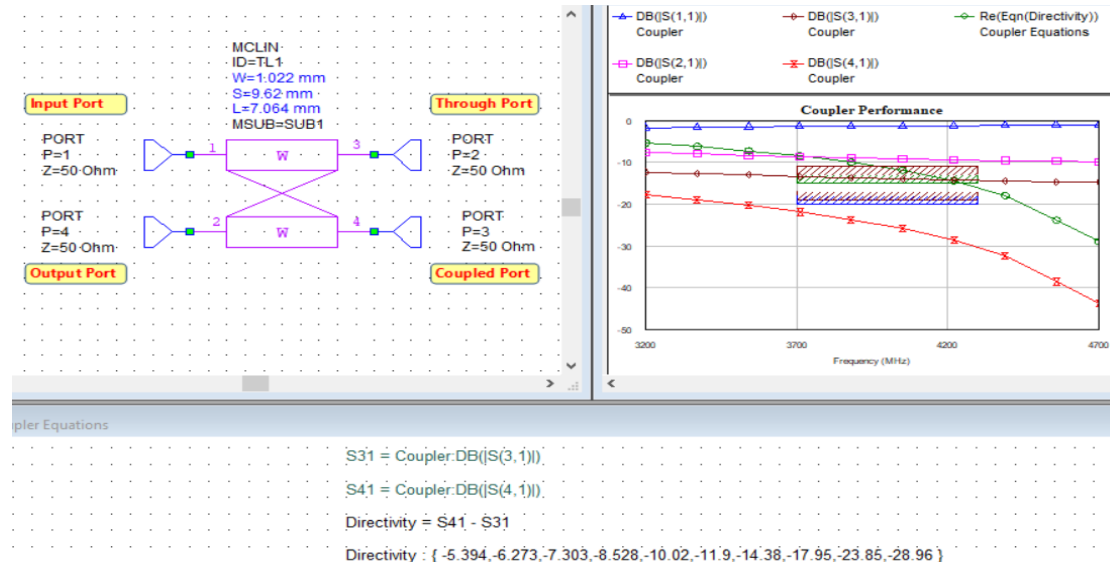 MCLIN
ID=TL1
W=1.022 mm
S=9.62 mm
L=7.064 mm
MSUB=SUB1
Input Port
Through Port
PORT
P=1
Z=50 Ohm
PORT
P=2
Z=50 Ohm
1
W
3
PORT
P=4
Z=50 Ohm
PORT
P=3
Z=50 Ohm
2
W
4
Output Port
Coupled Port
DB(|S(1,1)|)
Coupler
DB(|S(3,1)|)
Coupler
Re(Eqn(Directivity))
Coupler Equations
DB(|S(2,1)|)
Coupler
DB(|S(4,1)|)
Coupler
Coupler Performance
0
-10
-20
-30
-40
-50
3200
3700
4200
4700
Frequency (MHz)
pler Equations
S31 = Coupler:DB(|S(3,1)|)
S41 = Coupler:DB(|S(4,1)|)
Directivity = S41 - S31
Directivity : { -5.394,-6.273,-7.303,-8.528,-10.02,-11.9,-14.38,-17.95,-23.85,-28.96 }